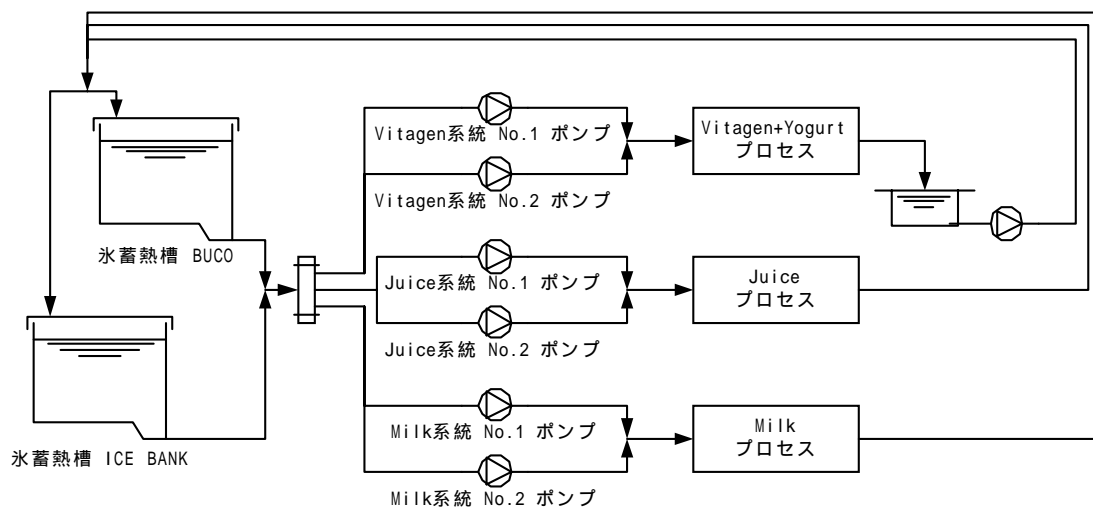 Vitagen系統 No.1 ポンプ
Vitagen系統 No.2 ポンプ
Vitagen+Yogurt
プロセス
氷蓄熱槽 BUCO
Juice系統 No.1 ポンプ
Juice系統 No.2 ポンプ
Juice
プロセス
氷蓄熱槽 ICE BANK
Milk系統 No.1 ポンプ
Milk系統 No.2 ポンプ
Milk
プロセス